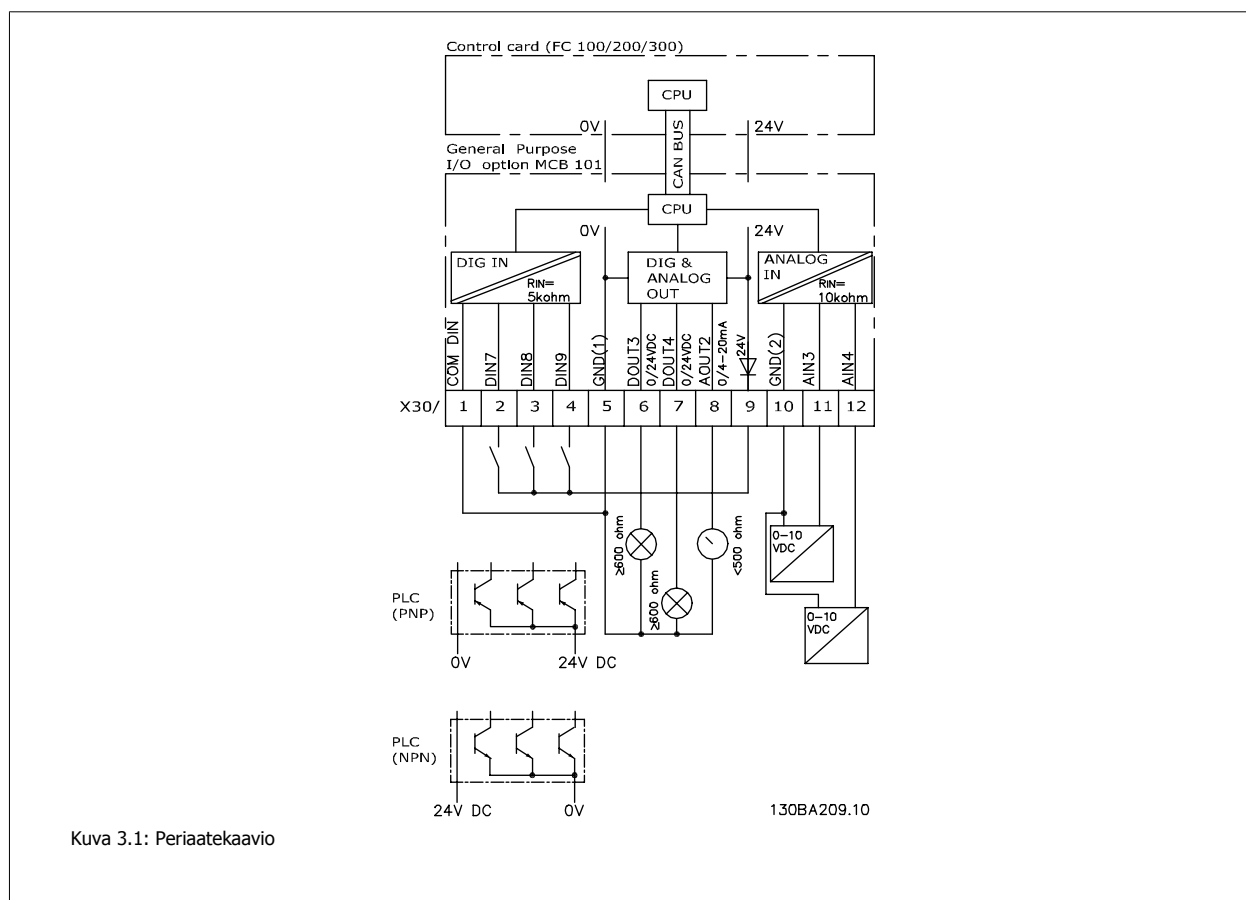 Control card (FC 100/200/300)
CPU
0V
24V
CAN BUS
General Purpose
I/O option MCB 101
CPU
0V
24V
DIG IN
RIN=
5kohm
DIG &
ANALOG
OUT
ANALOG
IN
RIN=
10kohm
COM DIN
DIN7
DIN8
DIN9
GND(1)
DOUT3
0/24VDC
DOUT4
0/24VDC
AOUT2
0/4-20mA
24V
GND(2)
AIN3
AIN4
X30/ 1 2 3 4 5 6 7 8 9 10 11 12
≥600 ohm
≥600 ohm
<500 ohm
0-10
VDC
0-10
VDC
PLC
(PNP)
0V 24V DC
PLC
(NPN)
24V DC 0V
130BA209.10
Kuva 3.1: Periaatekaavio